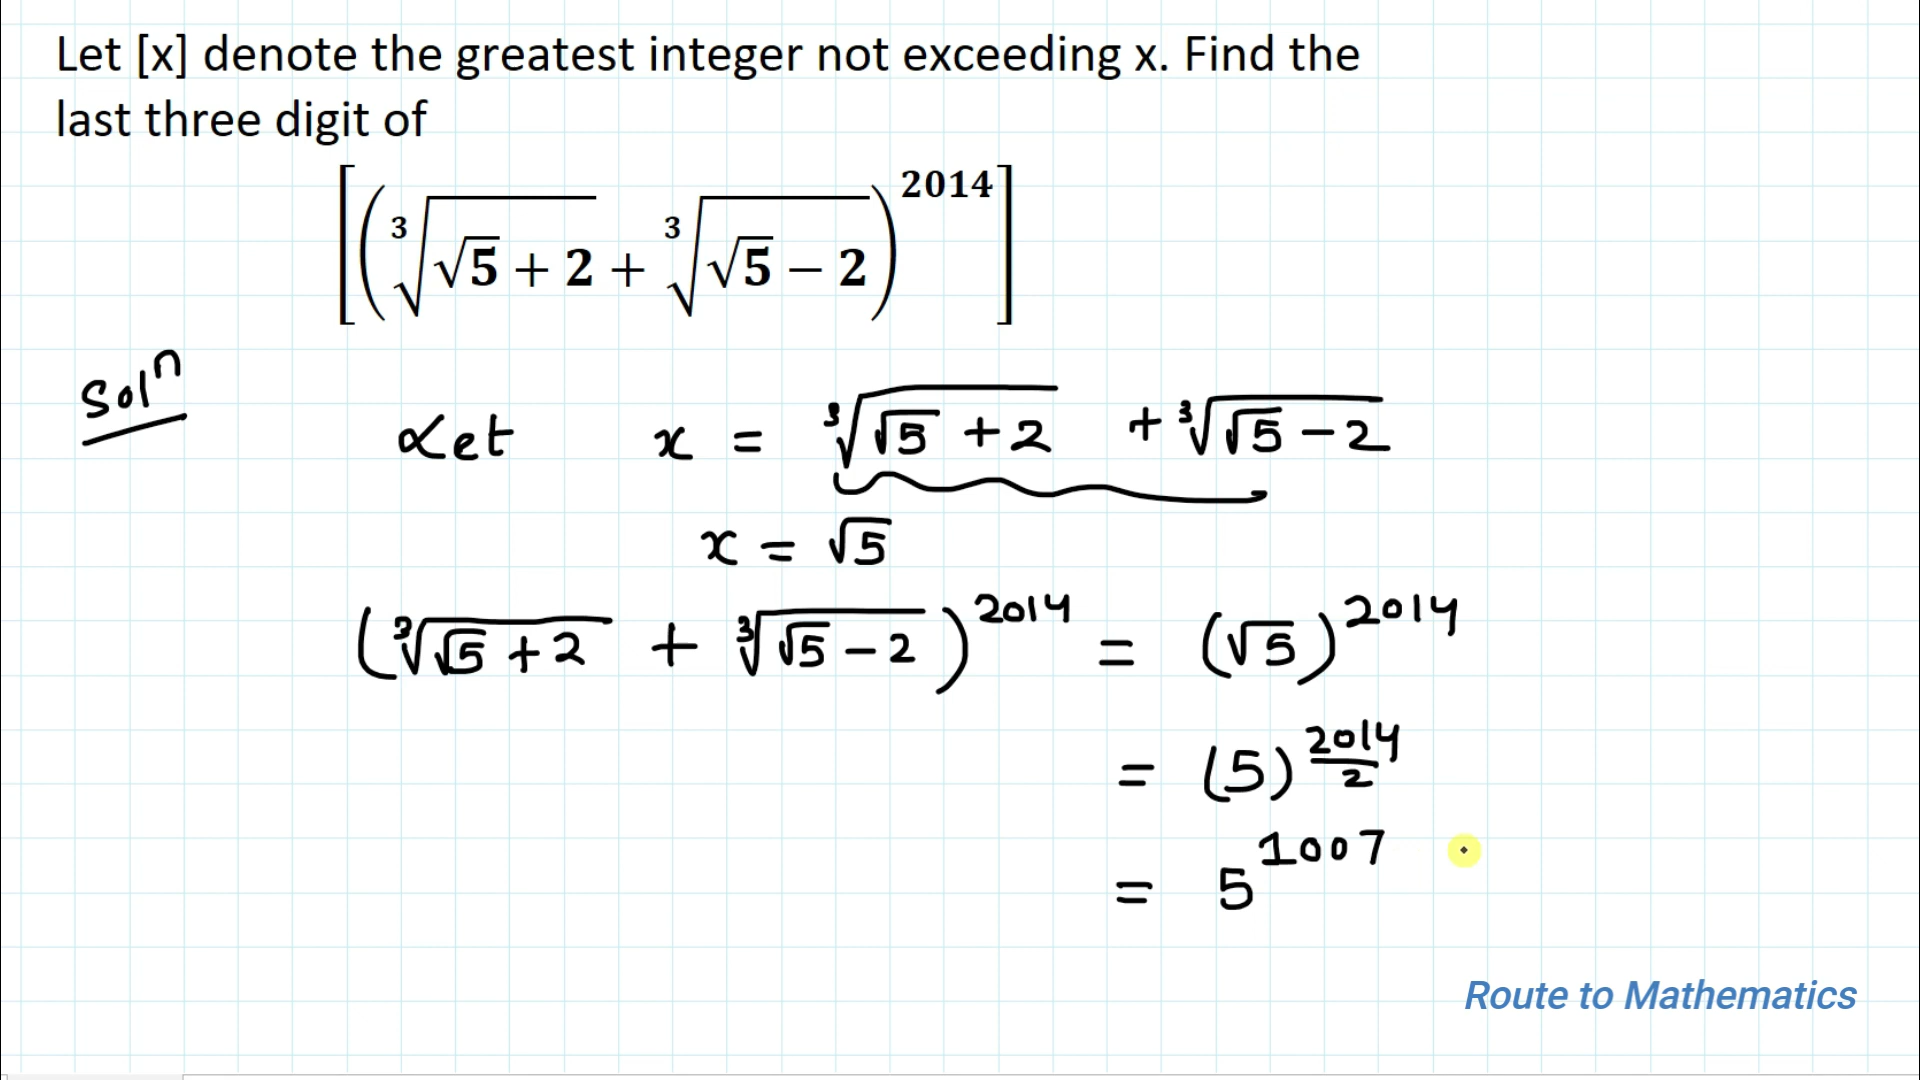 Let [x] denote the greatest integer not exceeding x. Find the
last three digit of
[(∛(√5 + 2) + ∛(√5 − 2))^2014]
Solⁿ
Let x = ∛(√5 + 2) + ∛(√5 − 2)
x = √5
(∛(√5 + 2) + ∛(√5 − 2))^2014 = (√5)^2014
= (5)^(2014/2)
= 5^1007
Route to Mathematics